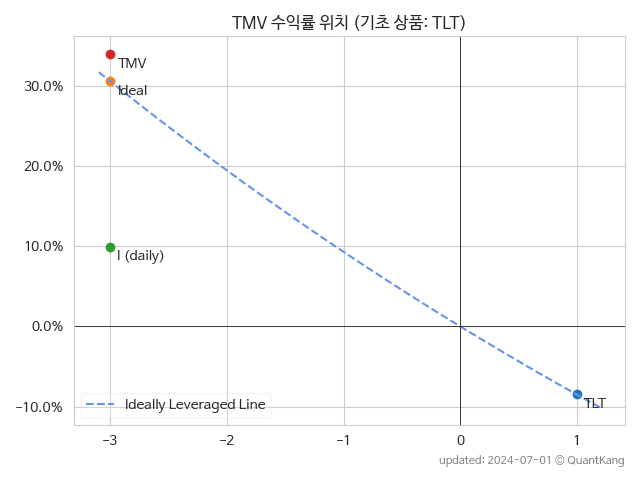 TMV 수익률 위치 (기초 상품: TLT)
TMV
Ideal
30.0%
20.0%
10.0%
I (daily)
0.0%
TLT
-10.0%
Ideally Leveraged Line
-3
-2
-1
0
1
updated: 2024-07-01 © QuantKang